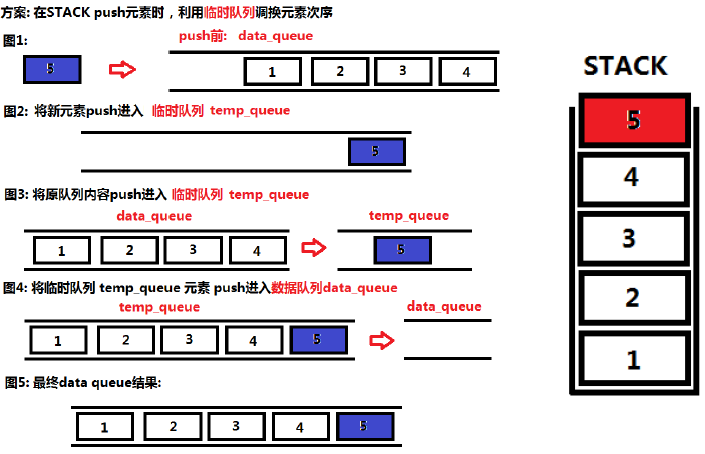 方案: 在STACK push元素时，利用临时队列调换元素次序
图1:
push前: data_queue
5
1 2 3 4
图2: 将新元素push进入 临时队列 temp_queue
5
图3: 将原队列内容push进入 临时队列 temp_queue
data_queue temp_queue
1 2 3 4 5
图4: 将临时队列 temp_queue 元素 push进入数据队列data_queue
temp_queue data_queue
1 2 3 4 5
图5: 最终data queue结果:
1 2 3 4 5
STACK
5
4
3
2
1